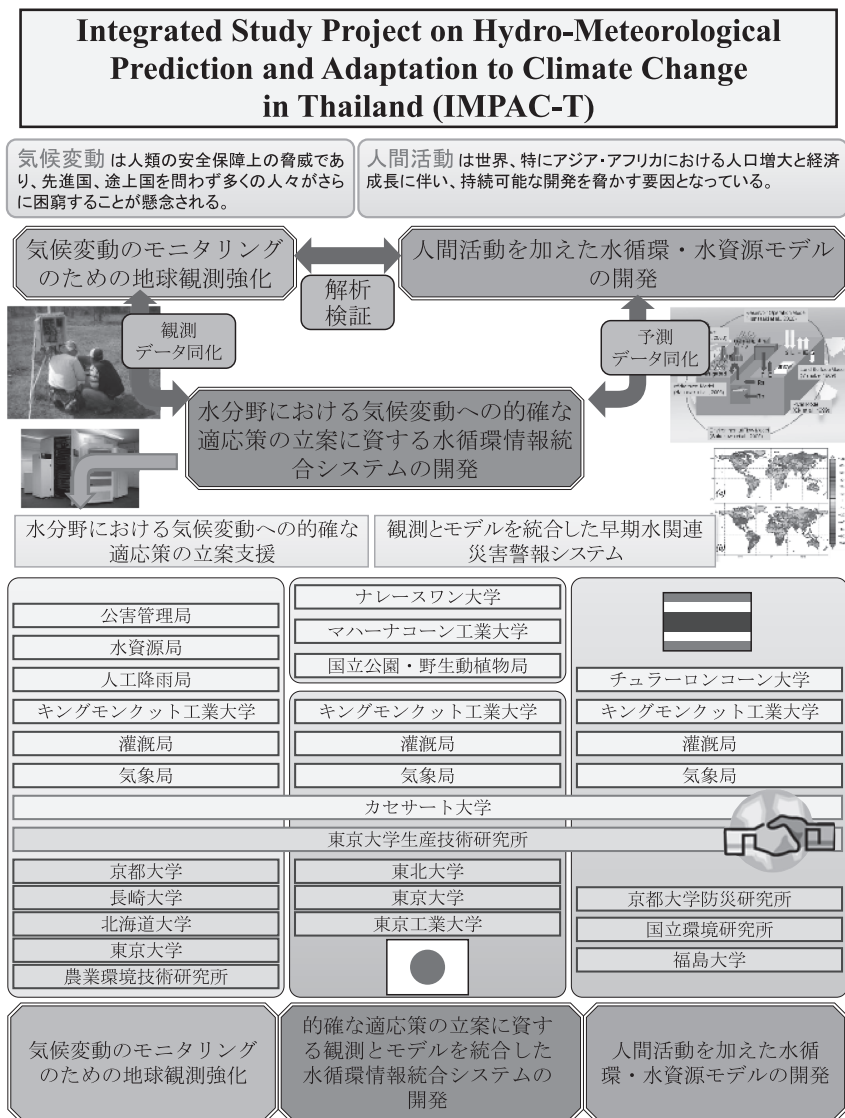 Integrated Study Project on Hydro-Meteorological
Prediction and Adaptation to Climate Change
in Thailand (IMPAC-T)
気候変動 は人類の安全保障上の脅威であ
り、先進国、途上国を問わず多くの人々がさら
に困窮することが懸念される。
人間活動 は世界、特にアジア・アフリカにおける人口増大と経済
成長に伴い、持続可能な開発を脅かす要因となっている。
気候変動のモニタリング
のための地球観測強化
解析
検証
人間活動を加えた水循環・水資源モデル
の開発
観測
データ同化
予測
データ同化
水分野における気候変動への的確な
適応策の立案に資する水循環情報統
合システムの開発
水分野における気候変動への的確な
適応策の立案支援
観測とモデルを統合した早期水関連
災害警報システム
公害管理局
水資源局
人工降雨局
キングモンクット工業大学
灌漑局
気象局
ナレースワン大学
マハーナコーン工業大学
国立公園・野生動植物局
キングモンクット工業大学
灌漑局
気象局
チュラーロンコーン大学
キングモンクット工業大学
灌漑局
気象局
カセサート大学
東京大学生産技術研究所
京都大学
長崎大学
北海道大学
東京大学
農業環境技術研究所
東北大学
東京大学
東京工業大学
京都大学防災研究所
国立環境研究所
福島大学
気候変動のモニタリング
のための地球観測強化
的確な適応策の立案に資す
る観測とモデルを統合した
水循環情報統合システムの
開発
人間活動を加えた水循
環・水資源モデルの開発